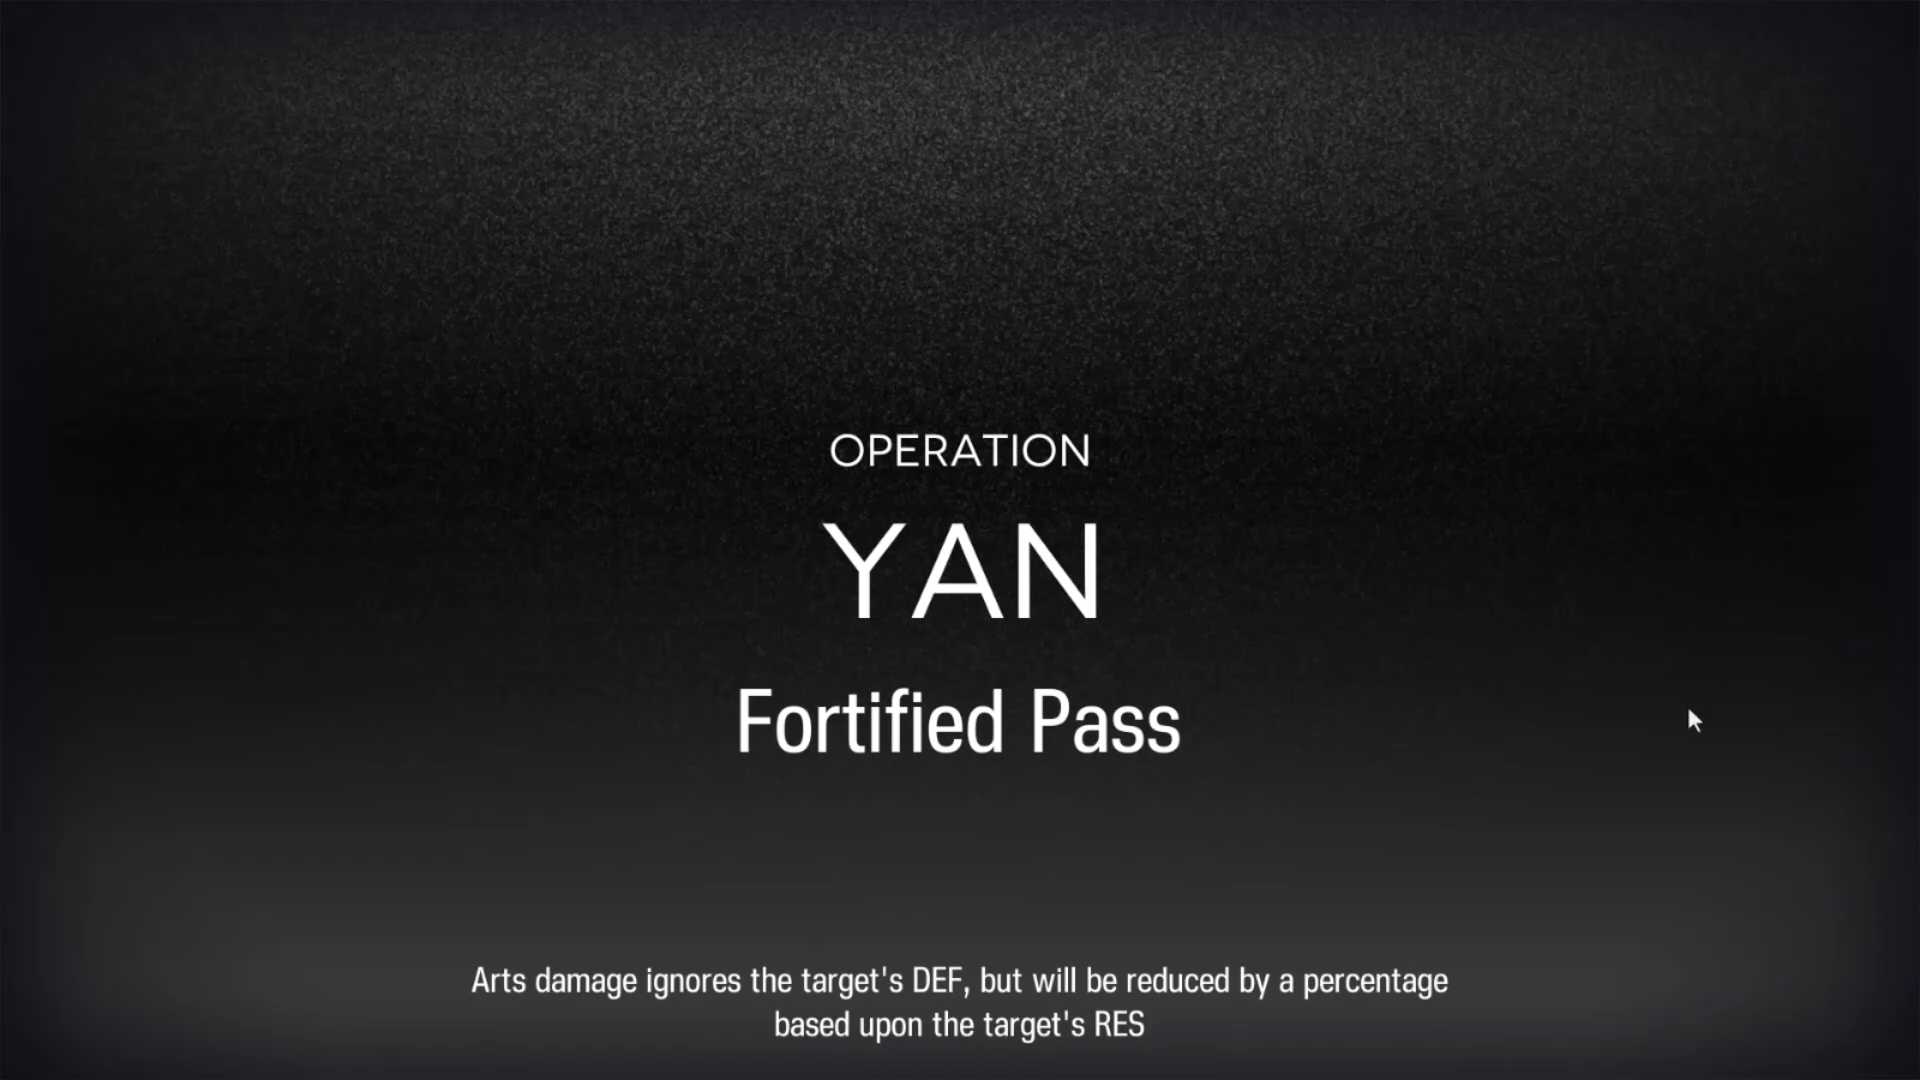 OPERATION
YAN
Fortified Pass
Arts damage ignores the target's DEF, but will be reduced by a percentage
based upon the target's RES